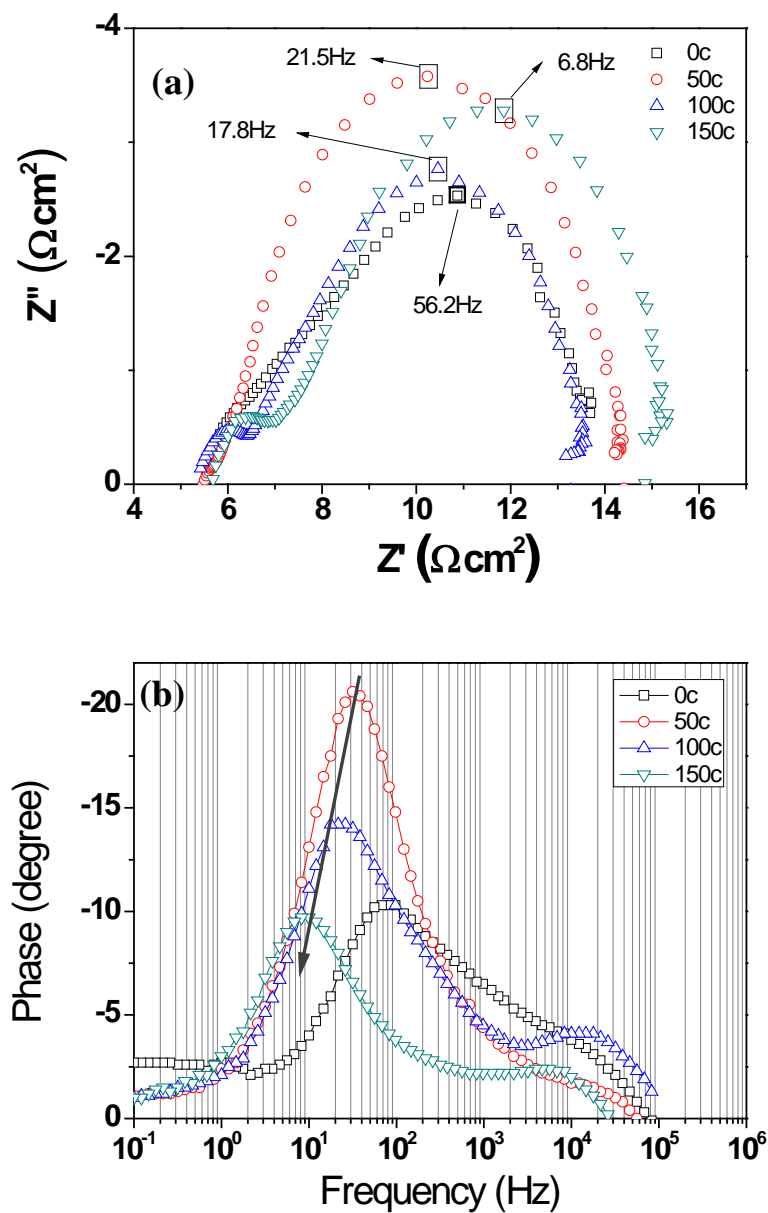 -4
(a)
21.5Hz
6.8Hz
0c
50c
100c
150c
17.8Hz
-2
56.2Hz
0
4
6
8
10
12
14
16
Z'' (Ωcm²)
Z' (Ωcm²)
(b)
-20
-15
-10
-5
0
0c
50c
100c
150c
Phase (degree)
10⁻¹
10⁰
10¹
10²
10³
10⁴
10⁵
10⁶
Frequency (Hz)